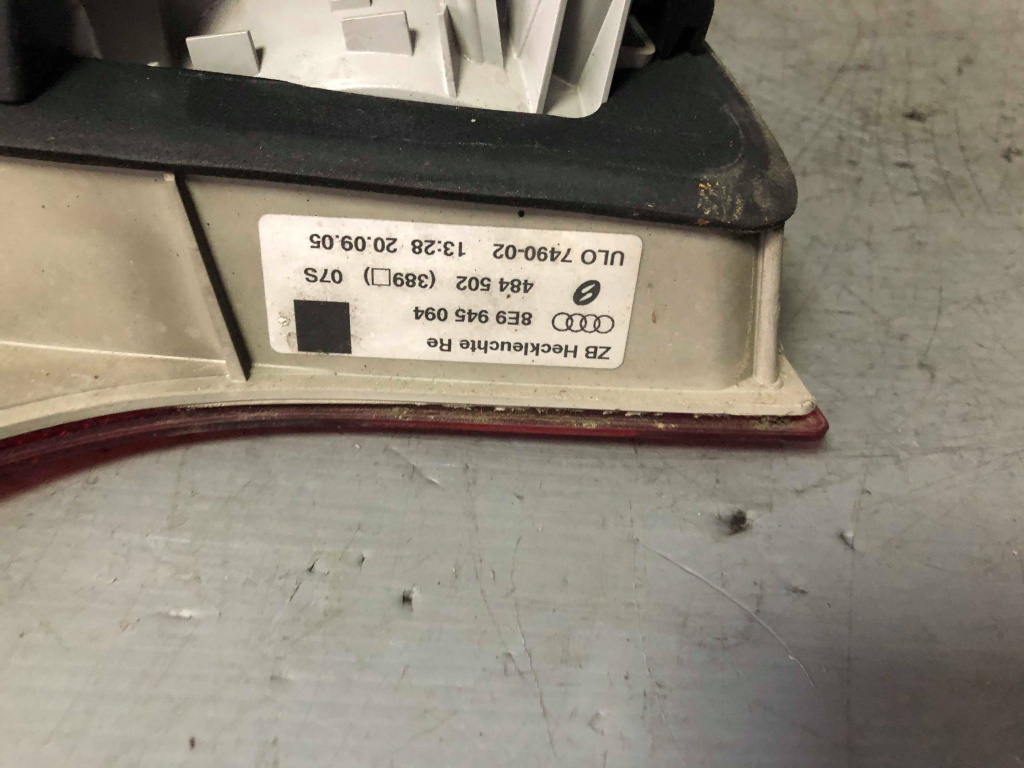 ZB Heckleuchte Re
8E9 945 094
484 502 (389□) 07S
ULO 7490-02 13:28 20.09.05